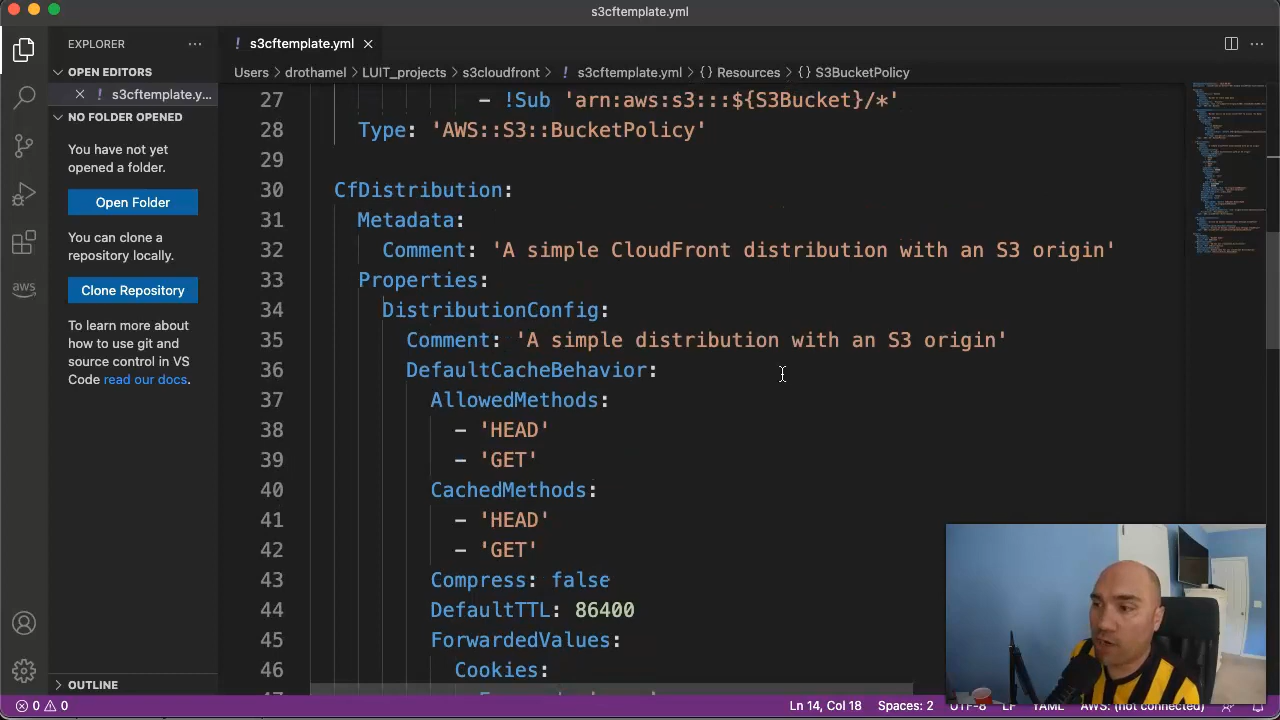 s3cftemplate.yml
EXPLORER
s3cftemplate.yml
OPEN EDITORS
s3cftemplate.y...
NO FOLDER OPENED
You have not yet
opened a folder.
Open Folder
You can clone a
repository locally.
Clone Repository
To learn more about
how to use git and
source control in VS
Code read our docs.
OUTLINE
aws
Users drothamel LUIT_projects s3cloudfront s3cftemplate.yml {} Resources {} S3BucketPolicy
27 - !Sub 'arn:aws:s3:::${S3Bucket}/*'
28 Type: 'AWS::S3::BucketPolicy'
29
30 CfDistribution:
31 Metadata:
32 Comment: 'A simple CloudFront distribution with an S3 origin'
33 Properties:
34 DistributionConfig:
35 Comment: 'A simple distribution with an S3 origin'
36 DefaultCacheBehavior:
37 AllowedMethods:
38 - 'HEAD'
39 - 'GET'
40 CachedMethods:
41 - 'HEAD'
42 - 'GET'
43 Compress: false
44 DefaultTTL: 86400
45 ForwardedValues:
46 Cookies:
0 0 Ln 14, Col 18 Spaces: 2 UTF-8 LF YAML AWS: (not connected)